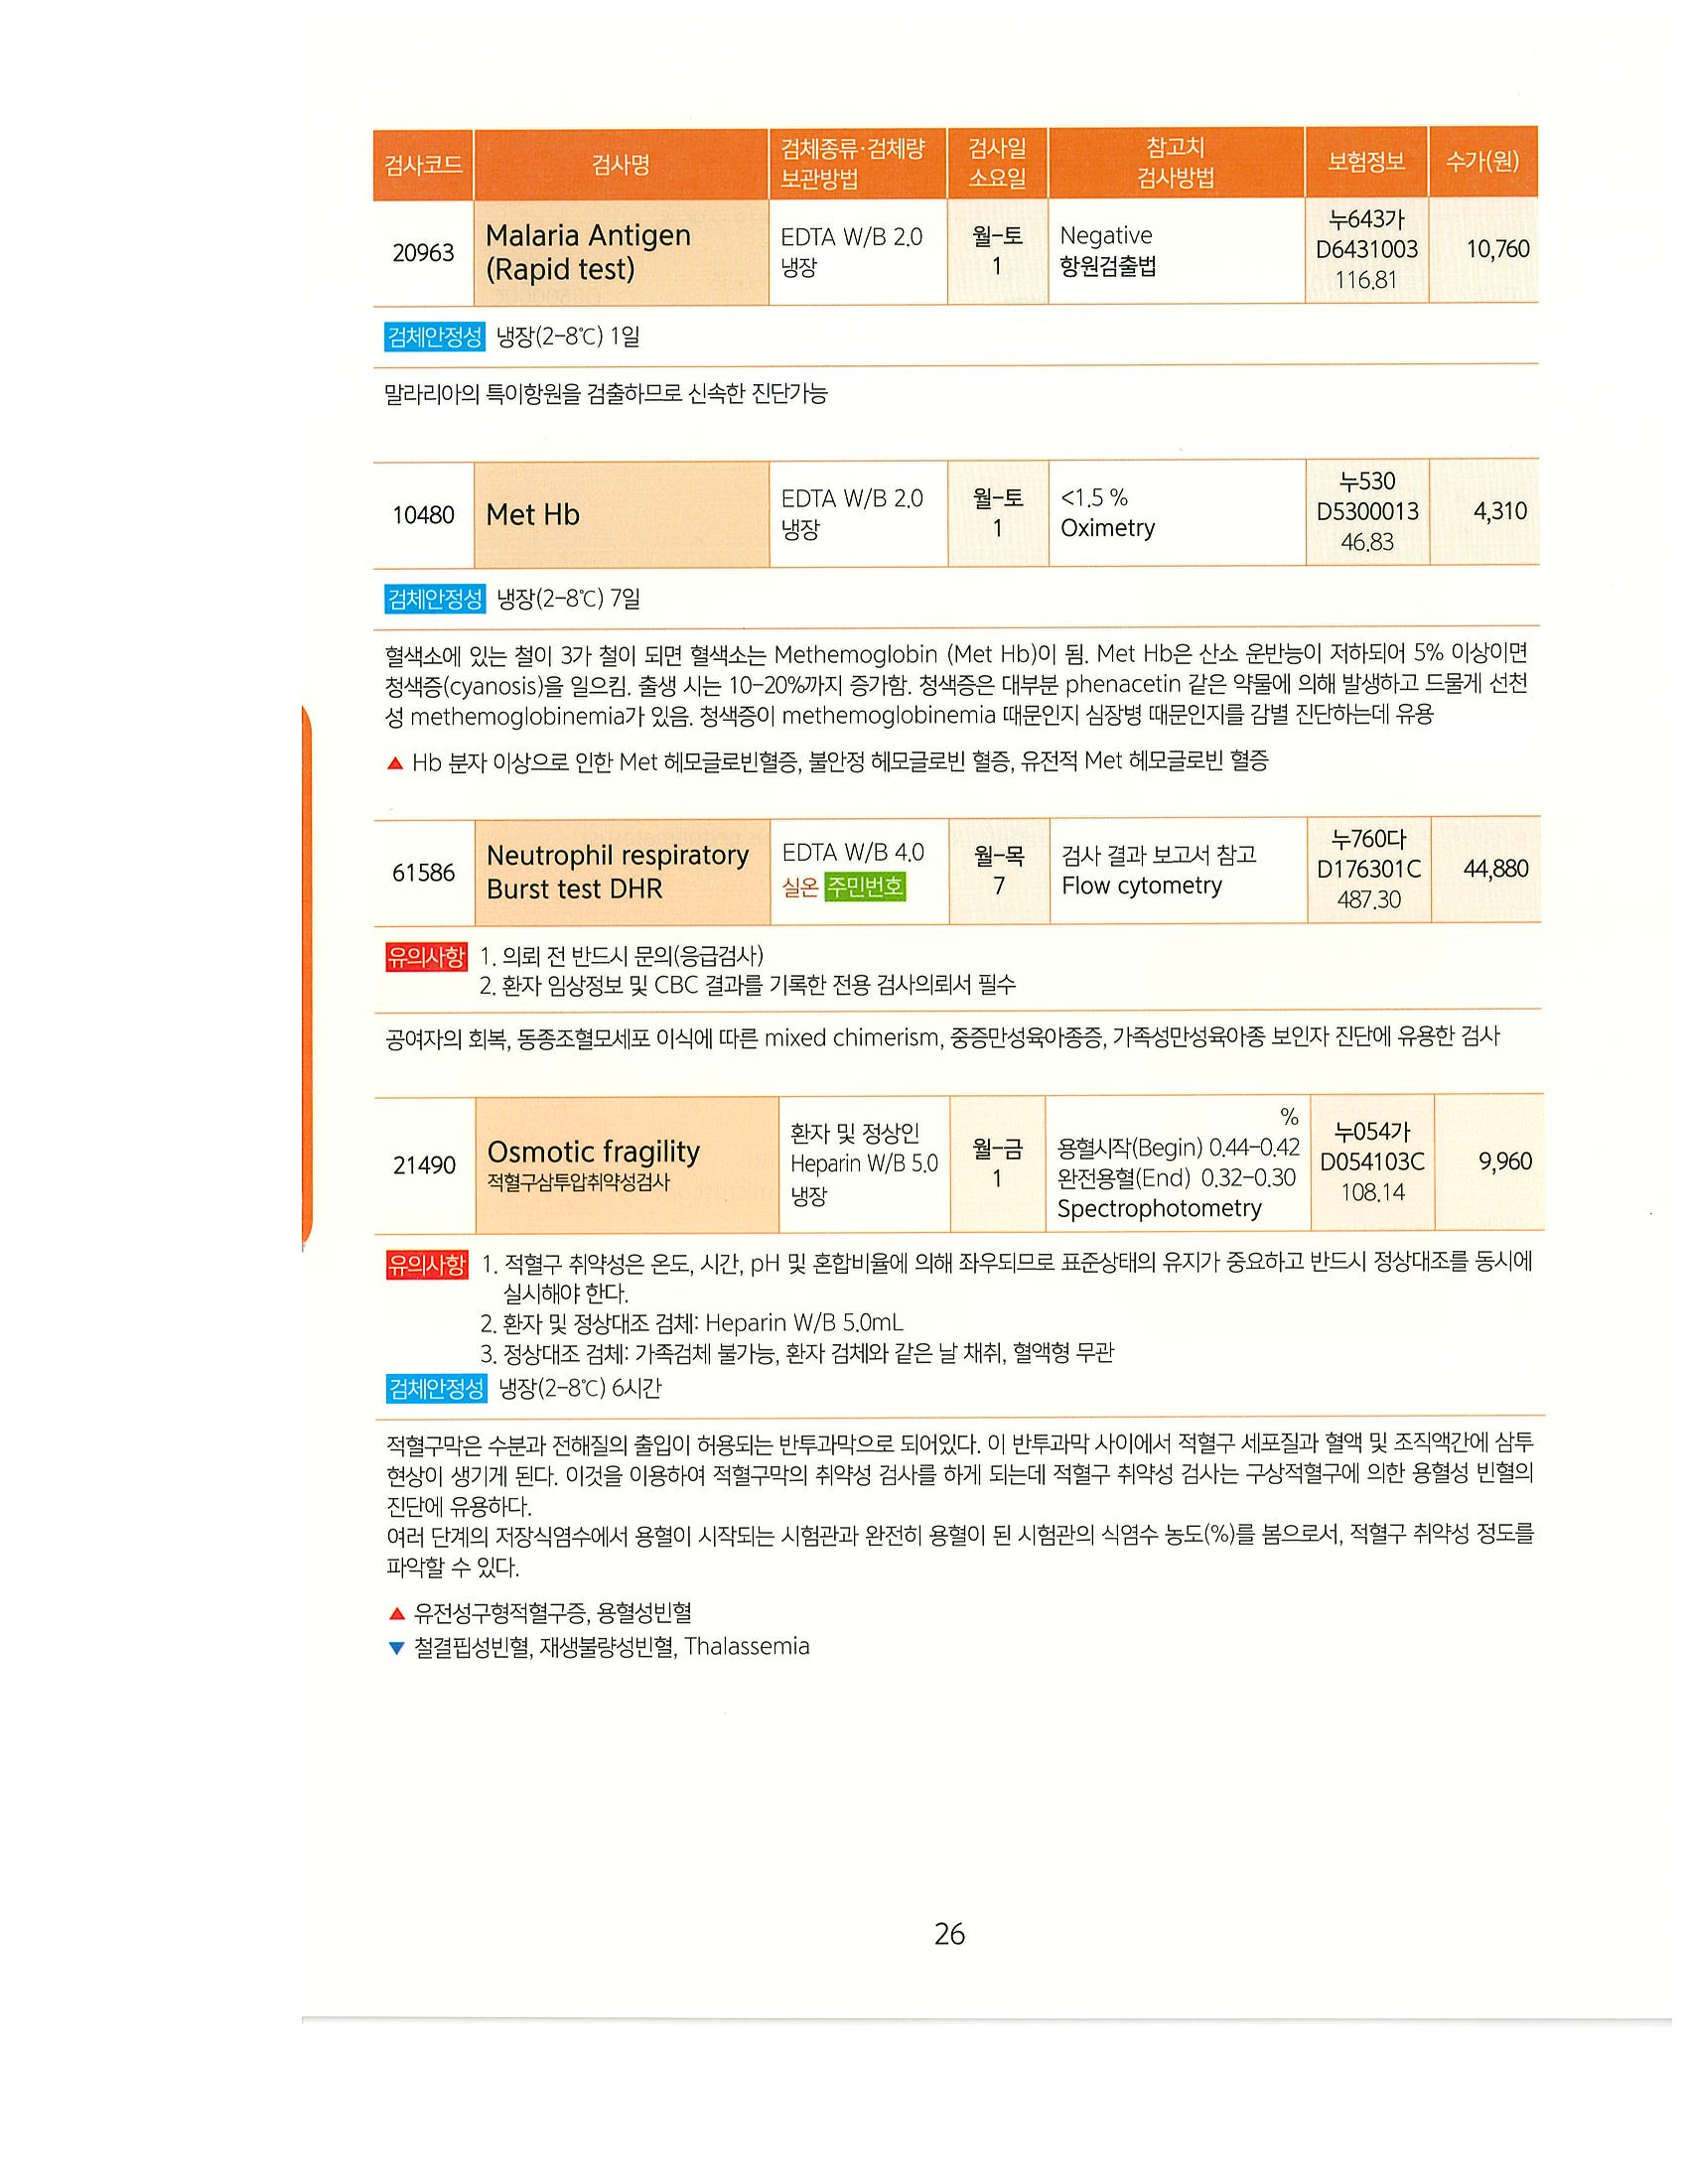 검사코드 검사명 검체종류·검체량 보관방법 검사일 소요일 참고치 검사방법 보험정보 수가(원)
20963
Malaria Antigen
(Rapid test)
EDTA W/B 2.0
냉장
월-토
1
Negative
항원검출법
누643가
D6431003
116.81
10,760
검체안정성 냉장(2-8℃) 1일
말라리아의 특이항원을 검출하므로 신속한 진단가능
10480
Met Hb
EDTA W/B 2.0
냉장
월-토
1
<1.5 %
Oximetry
누530
D5300013
46.83
4,310
검체안정성 냉장(2-8℃) 7일
혈색소에 있는 철이 3가 철이 되면 혈색소는 Methemoglobin (Met Hb)이 됨. Met Hb은 산소 운반능이 저하되어 5% 이상이면
청색증(cyanosis)을 일으킴. 출생 시는 10-20%까지 증가함. 청색증은 대부분 phenacetin 같은 약물에 의해 발생하고 드물게 선천
성 methemoglobinemia가 있음. 청색증이 methemoglobinemia 때문인지 심장병 때문인지를 감별 진단하는데 유용
▲ Hb 분자 이상으로 인한 Met 헤모글로빈혈증, 불안정 헤모글로빈 혈증, 유전적 Met 헤모글로빈 혈증
61586
Neutrophil respiratory
Burst test DHR
EDTA W/B 4.0
실온 주민번호
월-목
7
검사 결과 보고서 참고
Flow cytometry
누760다
D176301C
487.30
44,880
유의사항 1. 의뢰 전 반드시 문의(응급검사)
2. 환자 임상정보 및 CBC 결과를 기록한 전용 검사의뢰서 필수
공여자의 회복, 동종조혈모세포 이식에 따른 mixed chimerism, 중증만성육아종증, 가족성만성육아종 보인자 진단에 유용한 검사
21490
Osmotic fragility
적혈구삼투압취약성검사
환자 및 정상인
Heparin W/B 5.0
냉장
월-금
1
%
용혈시작(Begin) 0.44-0.42
완전용혈(End) 0.32-0.30
Spectrophotometry
누054가
D054103C
108.14
9,960
유의사항 1. 적혈구 취약성은 온도, 시간, pH 및 혼합비율에 의해 좌우되므로 표준상태의 유지가 중요하고 반드시 정상대조를 동시에
실시해야 한다.
2. 환자 및 정상대조 검체: Heparin W/B 5.0mL
3. 정상대조 검체: 가족검체 불가능, 환자 검체와 같은 날 채취, 혈액형 무관
검체안정성 냉장(2-8℃) 6시간
적혈구막은 수분과 전해질의 출입이 허용되는 반투과막으로 되어있다. 이 반투과막 사이에서 적혈구 세포질과 혈액 및 조직액간에 삼투
현상이 생기게 된다. 이것을 이용하여 적혈구막의 취약성 검사를 하게 되는데 적혈구 취약성 검사는 구상적혈구에 의한 용혈성 빈혈의
진단에 유용하다.
여러 단계의 저장식염수에서 용혈이 시작되는 시험관과 완전히 용혈이 된 시험관의 식염수 농도(%)를 봄으로서, 적혈구 취약성 정도를
파악할 수 있다.
▲ 유전성구형적혈구증, 용혈성빈혈
▼ 철결핍성빈혈, 재생불량성빈혈, Thalassemia
26